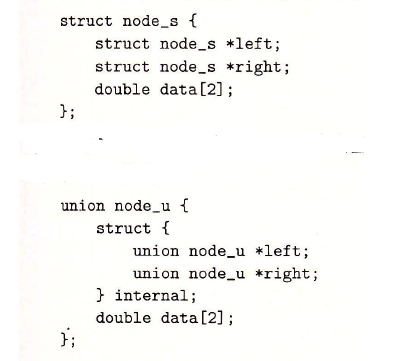 struct node_s {
    struct node_s *left;
    struct node_s *right;
    double data[2];
};
union node_u {
    struct {
        union node_u *left;
        union node_u *right;
    } internal;
    double data[2];
};